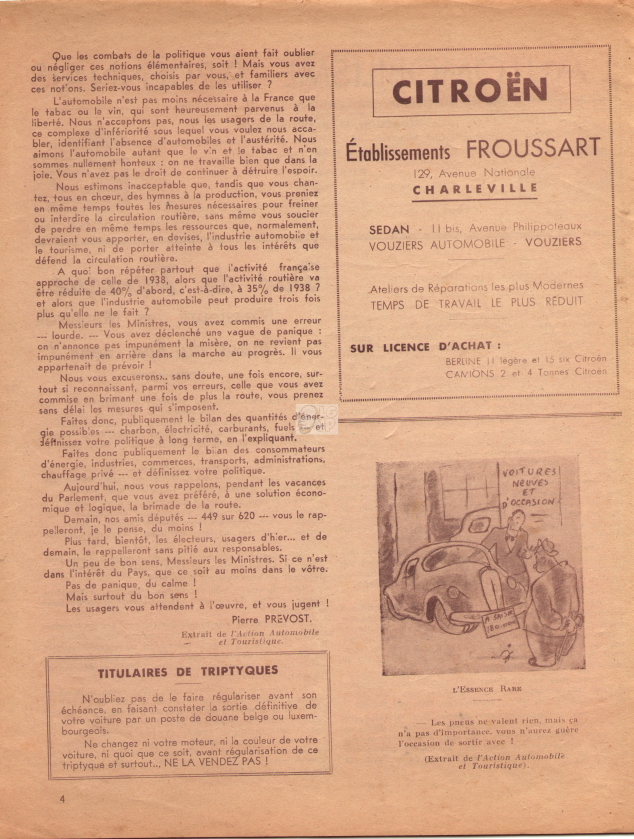 Que les combats de la politique vous aient fait oublier
ou négliger ces notions élémentaires, soit ! Mais vous avez
des services techniques, choisis par vous, et familiers avec
ces not'ons. Seriez-vous incapables de les utiliser ?
L'automobile n'est pas moins nécessaire à la France que
le tabac ou le vin, qui sont heureusement parvenus à la
liberté. Nous n'acceptons pas, nous les usagers de la route,
ce complexe d'infériorité sous lequel vous voulez nous acca-
bler, identifiant l'absence d'automobiles et l'austérité. Nous
aimons l'automobile autant que le v'n et le tabac et n'en
sommes nullement honteux : on ne travaille bien que dans la
joie. Vous n'avez pas le droit de continuer à détruire l'espoir.
Nous estimons inacceptable que, tandis que vous chan-
tez, tous en chœur, des hymnes à la production, vous preniez
en même temps toutes les mesures nécessaires pour freiner
ou interdire la circulation routière, sans même vous soucier
de perdre en même temps les ressources que, normalement,
devraient vous apporter, en devises, l'industrie automobile et
le tourisme, ni de porter atteinte à tous les intérêts que
défend la circulation routière.
A quoi bon répéter partout que l'activité française
approche de celle de 1938, alors que l'activité routière va
être réduite de 40% d'abord, c'est-à-dire, à 35% de 1938 ?
et alors que l'industrie automobile peut produire trois fois
plus qu'elle ne le fait ?
Messieurs les Ministres, vous avez commis une erreur
--- lourde. --- Vous avez déclenché une vague de panique :
on n'annonce pas impunément la misère, on ne revient pas
impunément en arrière dans la marche au progrès. Il vous
appartenait de prévoir !
Nous vous excuserons... sans doute, une fois encore, sur-
tout si reconnaissant, parmi vos erreurs, celle que vous avez
commise en brimant une fois de plus la route, vous prenez
sans délai les mesures qui s'imposent.
Faites donc, publiquement le bilan des quantités d'éner-
gie possibles --- charbon, électricité, carburants, fuels --- et
définissez votre politique à long terme, en l'expliquant.
Faites donc publiquement le bilan des consommateurs
d'énergie, industries, commerces, transports, administrations,
chauffage privé --- et définissez votre politique.
Aujourd'hui, nous vous rappelons, pendant les vacances
du Parlement, que vous avez préféré, à une solution écono-
mique et logique, la brimade de la route.
Demain, nos amis députés --- 449 sur 620 --- vous le rap-
pelleront, je le pense, du moins !
Plus tard, bientôt, les électeurs, usagers d'h'er... et de
demain, le rappelleront sans pitié aux responsables.
Un peu de bon sens, Messieurs les Ministres. Si ce n'est
dans l'intérêt du Pays, que ce soit au moins dans le vôtre.
Pas de panique, du calme !
Mais surtout du bon sens !
Les usagers vous attendent à l'œuvre, et vous jugent !
Pierre PREVOST.
Extrait de l'Action Automobile
et Touristique.
TITULAIRES DE TRIPTYQUES
N'oubliez pas de le faire régulariser avant son
échéance, en faisant constater la sortie définitive de
votre voiture par un poste de douane belge ou luxem-
bourgeois.
Ne changez ni votre moteur, ni la couleur de votre
voiture, ni quoi que ce soit, avant régularisation de ce
triptyque et surtout.., NE LA VENDEZ PAS !
4
CITROËN
Établissements FROUSSART
129, Avenue Nationale
CHARLEVILLE
SEDAN - 11 bis, Avenue Philippoteaux
VOUZIERS AUTOMOBILE - VOUZIERS
Ateliers de Réparations les plus Modernes
TEMPS DE TRAVAIL LE PLUS RÉDUIT
SUR LICENCE D'ACHAT :
BERLINE 11 légère et 15 six Citroën
CAMIONS 2 et 4 Tonnes Citroën
VOITURES
NEUVES
ET
D'OCCASION
A SAISIR
L'ESSENCE RARE
--- Les pneus ne valent rien, mais ça
n'a pas d'importance, vous n'aurez guère
l'occasion de sortir avec !
(Extrait de l'Action Automobile
et Touristique).